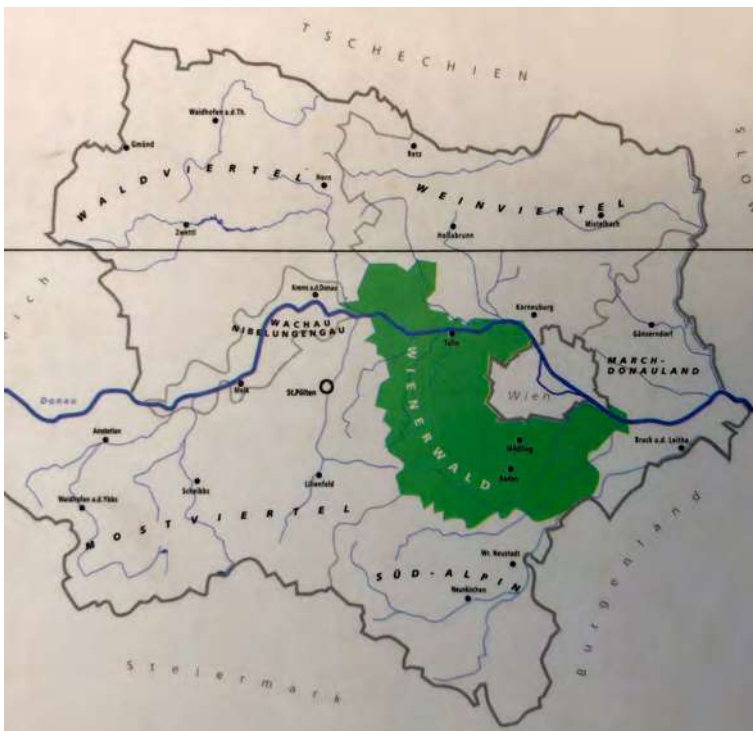 TSCHECHIEN
SLOW
Waidhofen a.d.Th.
Gmünd
Retz
WALDVIERTEL
Horn
WEINVIERTEL
Mistelbach
Zwettl
Hollabrunn
eich
Krems a.d.Donau
Korneuburg
WACHAU
NIBELUNGENGAU
Gänserndorf
Tulln
MARCH-
DONAULAND
WIENERWALD
Wien
Donau
Melk
St.Pölten
Amstetten
Mödling
Bruck a.d. Leitha
Baden
Scheibbs
Lilienfeld
Waidhofen a.d.Ybbs
MOSTVIERTEL
Wr. Neustadt
SÜD-ALPIN
Neunkirchen
Burgenland
Steiermark